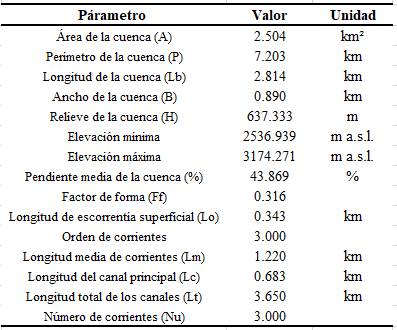 Párametro Valor Unidad
Área de la cuenca (A) 2.504 km²
Perimetro de la cuenca (P) 7.203 km
Longitud de la cuenca (Lb) 2.814 km
Ancho de la cuenca (B) 0.890 km
Relieve de la cuenca (H) 637.333 m
Elevación mínima 2536.939 m a.s.l.
Elevación máxima 3174.271 m a.s.l.
Pendiente media de la cuenca (%) 43.869 %
Factor de forma (Ff) 0.316
Longitud de escorrentia superficial (Lo) 0.343 km
Orden de corrientes 3.000
Longitud media de corrientes (Lm) 1.220 km
Longitud del canal principal (Lc) 0.683 km
Longitud total de los canales (Lt) 3.650 km
Número de corrientes (Nu) 3.000